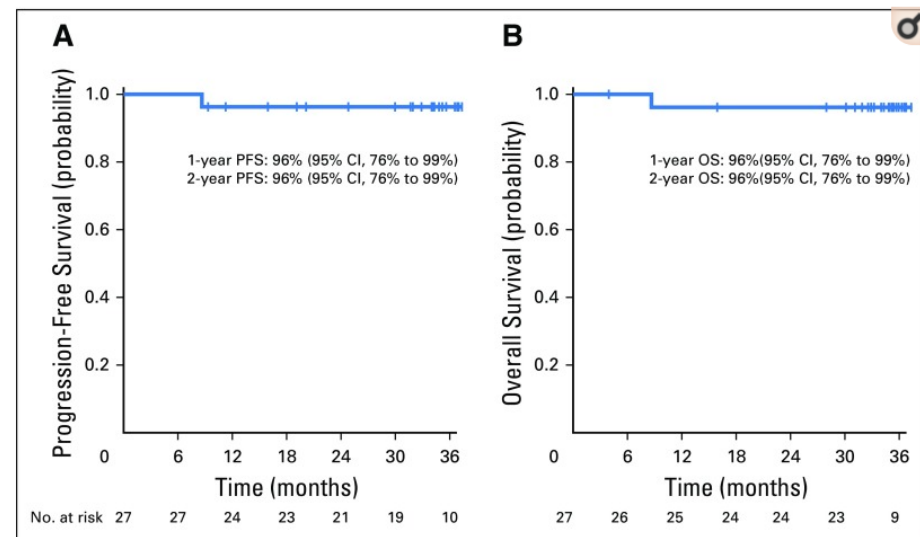 A
Progression-Free Survival (probability)
1.0
0.8
0.6
0.4
0.2
1-year PFS: 96% (95% CI, 76% to 99%)
2-year PFS: 96% (95% CI, 76% to 99%)
0 6 12 18 24 30 36
Time (months)
No. at risk 27 27 24 23 21 19 10
B
Overall Survival (probability)
1.0
0.8
0.6
0.4
0.2
1-year OS: 96%(95% CI, 76% to 99%)
2-year OS: 96%(95% CI, 76% to 99%)
0 6 12 24 30 36
Time (months)
27 26 25 24 24 23 9